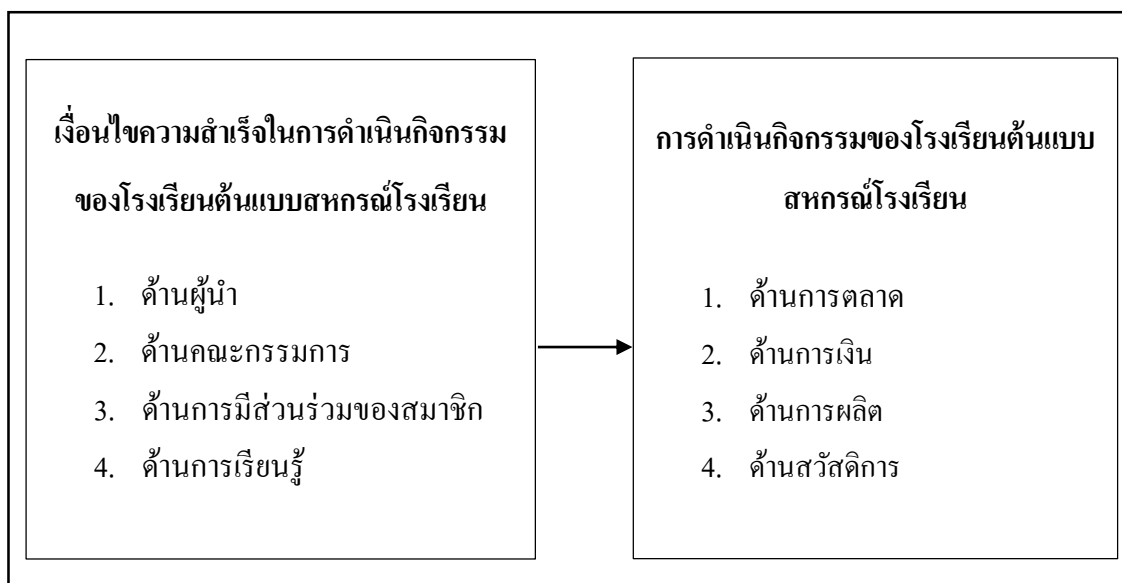 เงื่อนไขความสำเร็จในการดำเนินกิจกรรม
ของโรงเรียนต้นแบบสหกรณ์โรงเรียน
1. ด้านผู้นำ
2. ด้านคณะกรรมการ
3. ด้านการมีส่วนร่วมของสมาชิก
4. ด้านการเรียนรู้
การดำเนินกิจกรรมของโรงเรียนต้นแบบ
สหกรณ์โรงเรียน
1. ด้านการตลาด
2. ด้านการเงิน
3. ด้านการผลิต
4. ด้านสวัสดิการ